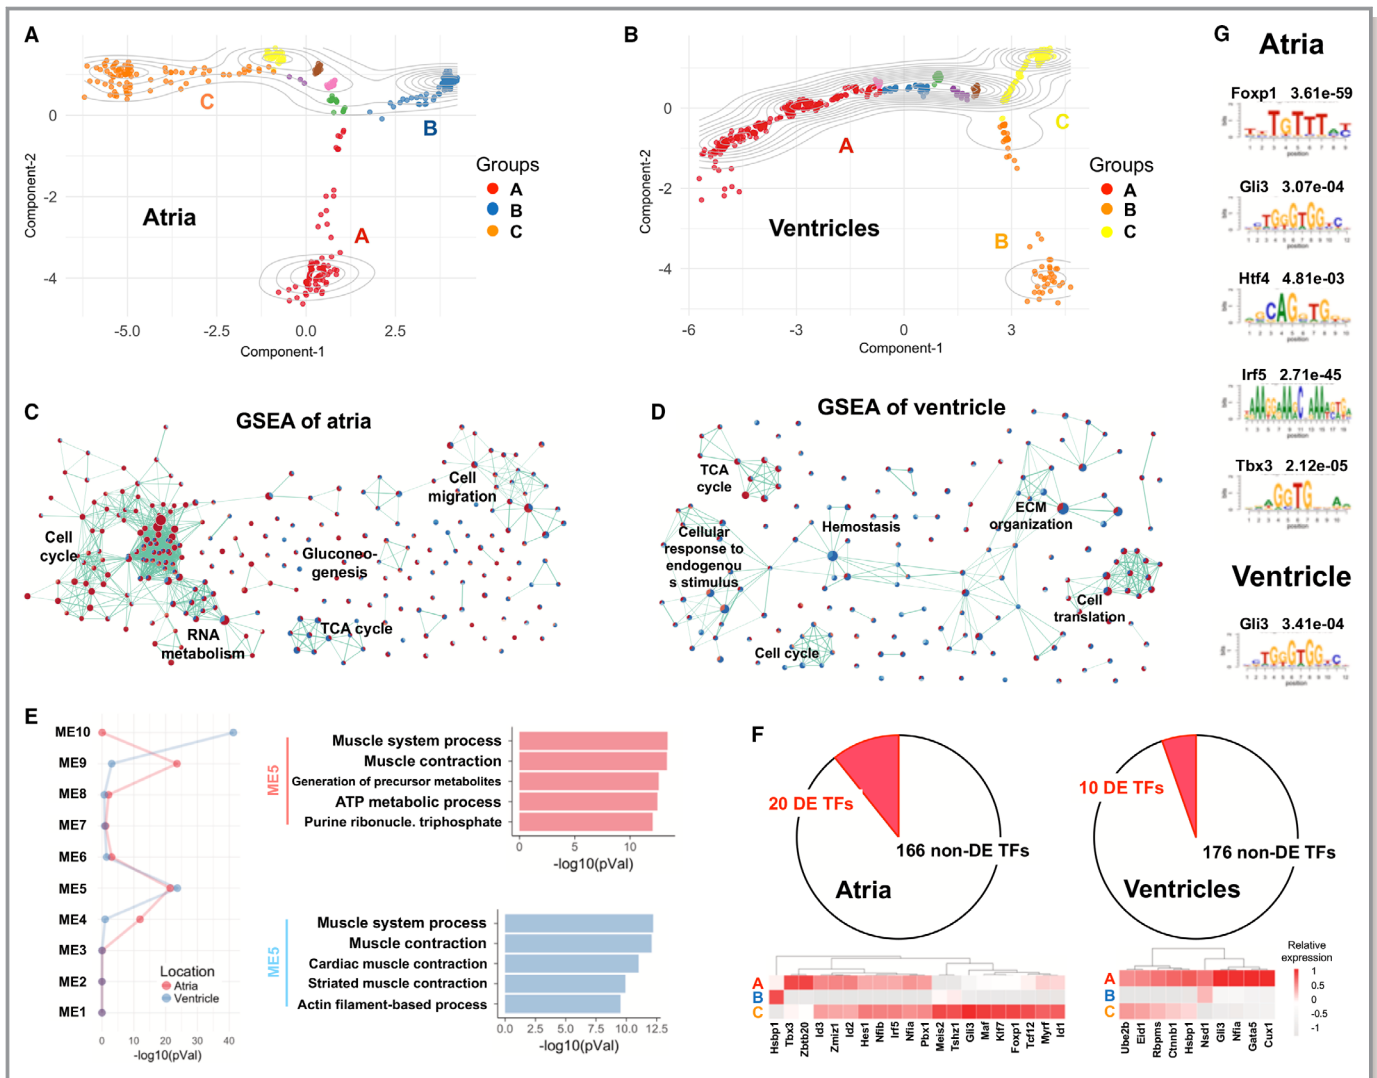 A
0
-2
-4
-5.0 -2.5 0.0 2.5
Component-1
Component-2
Atria
C
B
A
Groups
A
B
C
B
0
-2
-4
-6 -3 0 3
Component-1
Component-2
Ventricles
A
C
B
Groups
A
B
C
G
Atria
Foxp1 3.61e-59
position
Gli3 3.07e-04
position
Htf4 4.81e-03
position
Irf5 2.71e-45
position
Tbx3 2.12e-05
position
Ventricle
Gli3 3.41e-04
position
C
GSEA of atria
Cell
migration
Cell
cycle
Gluconeo-
genesis
RNA
metabolism
TCA cycle
D
GSEA of ventricle
TCA
cycle
ECM
organization
Hemostasis
Cellular
response to
endogenou
s stimulus
Cell
translation
Cell cycle
E
ME10
ME9
ME8
ME7
ME6
ME5
ME4
ME3
ME2
ME1
Location
Atria
Ventricle
0 10 20 30 40
-log10(pVal)
ME5
Muscle system process
Muscle contraction
Generation of precursor metabolites
ATP metabolic process
Purine ribonucle. triphosphate
0 5 10
-log10(pVal)
ME5
Muscle system process
Muscle contraction
Cardiac muscle contraction
Striated muscle contraction
Actin filament-based process
0.0 2.5 5.0 7.5 10.0 12.5
-log10(pVal)
F
20 DE TFs
166 non-DE TFs
Atria
10 DE TFs
176 non-DE TFs
Ventricles
A
B
C
Hsbp1 Tbx3 Zbtb20 Id3 Zmiz1 Id2 Hes1 Nfib Irf5 Nfia Pbx1 Meis2 Tshz1 Gli3 Maf Klf7 Foxp1 Tcf12 Myrf Id1
A
B
C
Ube2b Eid1 Rbpms Ctnnb1 Hsbp1 Nsd1 Gli3 Nfia Gata5 Cux1
Relative
expression
1
0.5
0
-0.5
-1